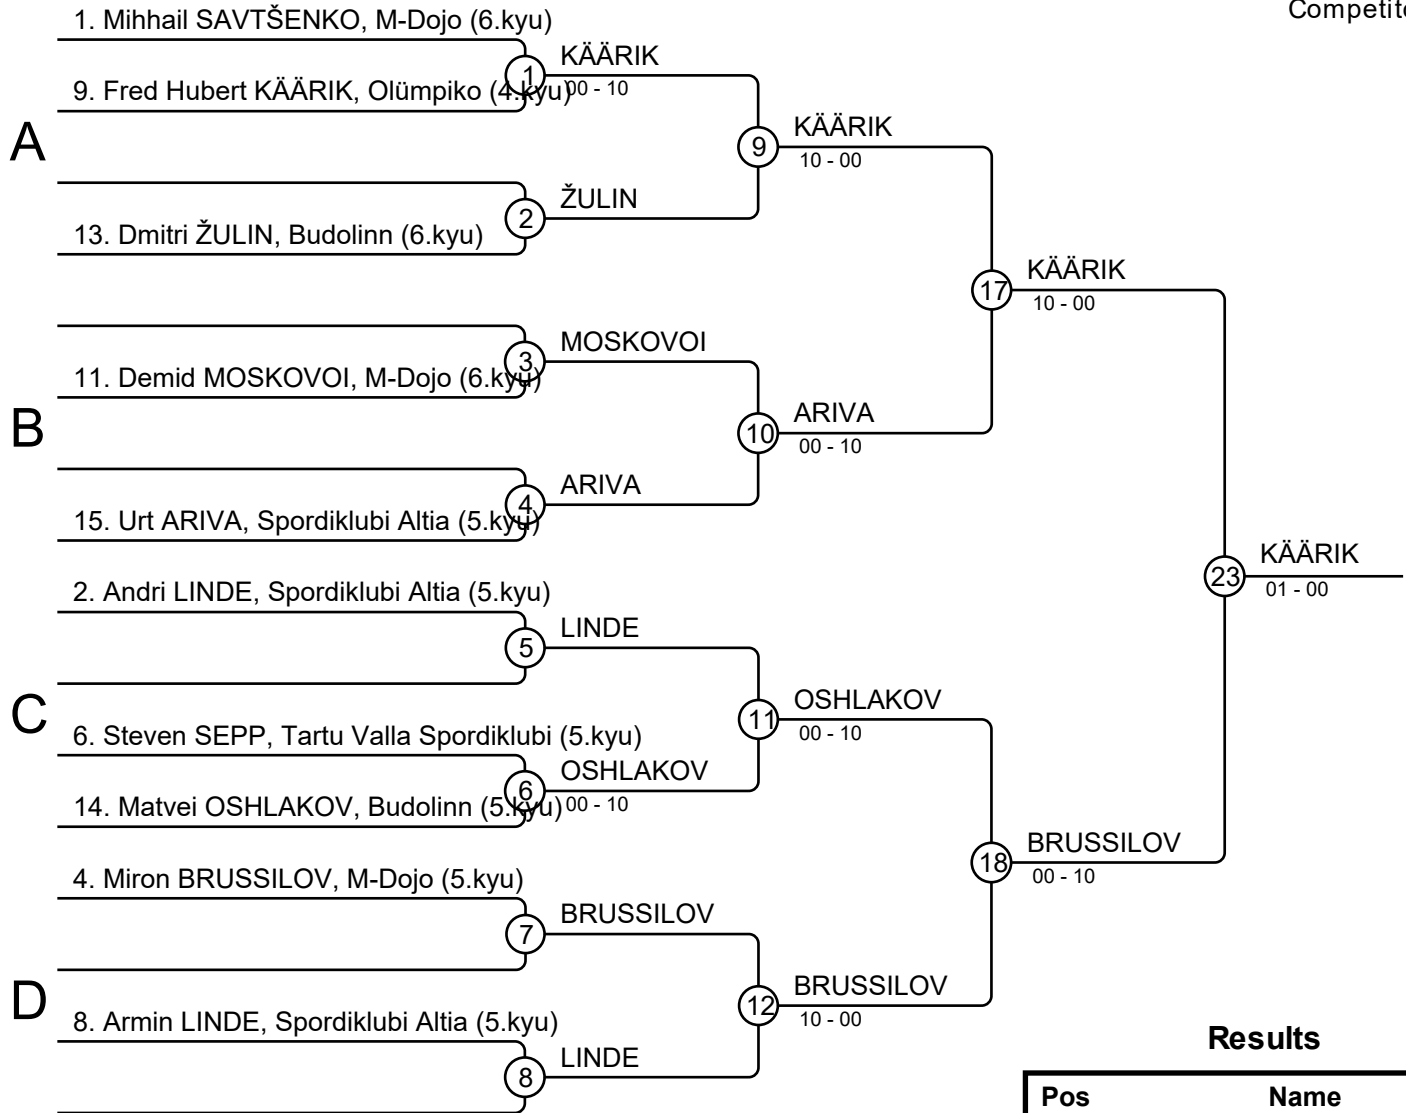 Competito
1. Mihhail SAVTŠENKO, M-Dojo (6.kyu)
KÄÄRIK
1
00 - 10
9. Fred Hubert KÄÄRIK, Olümpiko (4.kyu)
A
KÄÄRIK
9
10 - 00
ŽULIN
2
13. Dmitri ŽULIN, Budolinn (6.kyu)
KÄÄRIK
17
10 - 00
MOSKOVOI
3
11. Demid MOSKOVOI, M-Dojo (6.kyu)
B
ARIVA
10
00 - 10
ARIVA
4
15. Urt ARIVA, Spordiklubi Altia (5.kyu)
KÄÄRIK
23
01 - 00
2. Andri LINDE, Spordiklubi Altia (5.kyu)
LINDE
5
C
OSHLAKOV
11
00 - 10
6. Steven SEPP, Tartu Valla Spordiklubi (5.kyu)
OSHLAKOV
6
00 - 10
14. Matvei OSHLAKOV, Budolinn (5.kyu)
BRUSSILOV
18
00 - 10
4. Miron BRUSSILOV, M-Dojo (5.kyu)
BRUSSILOV
7
D
BRUSSILOV
12
10 - 00
8. Armin LINDE, Spordiklubi Altia (5.kyu)
LINDE
8
Results
Pos Name